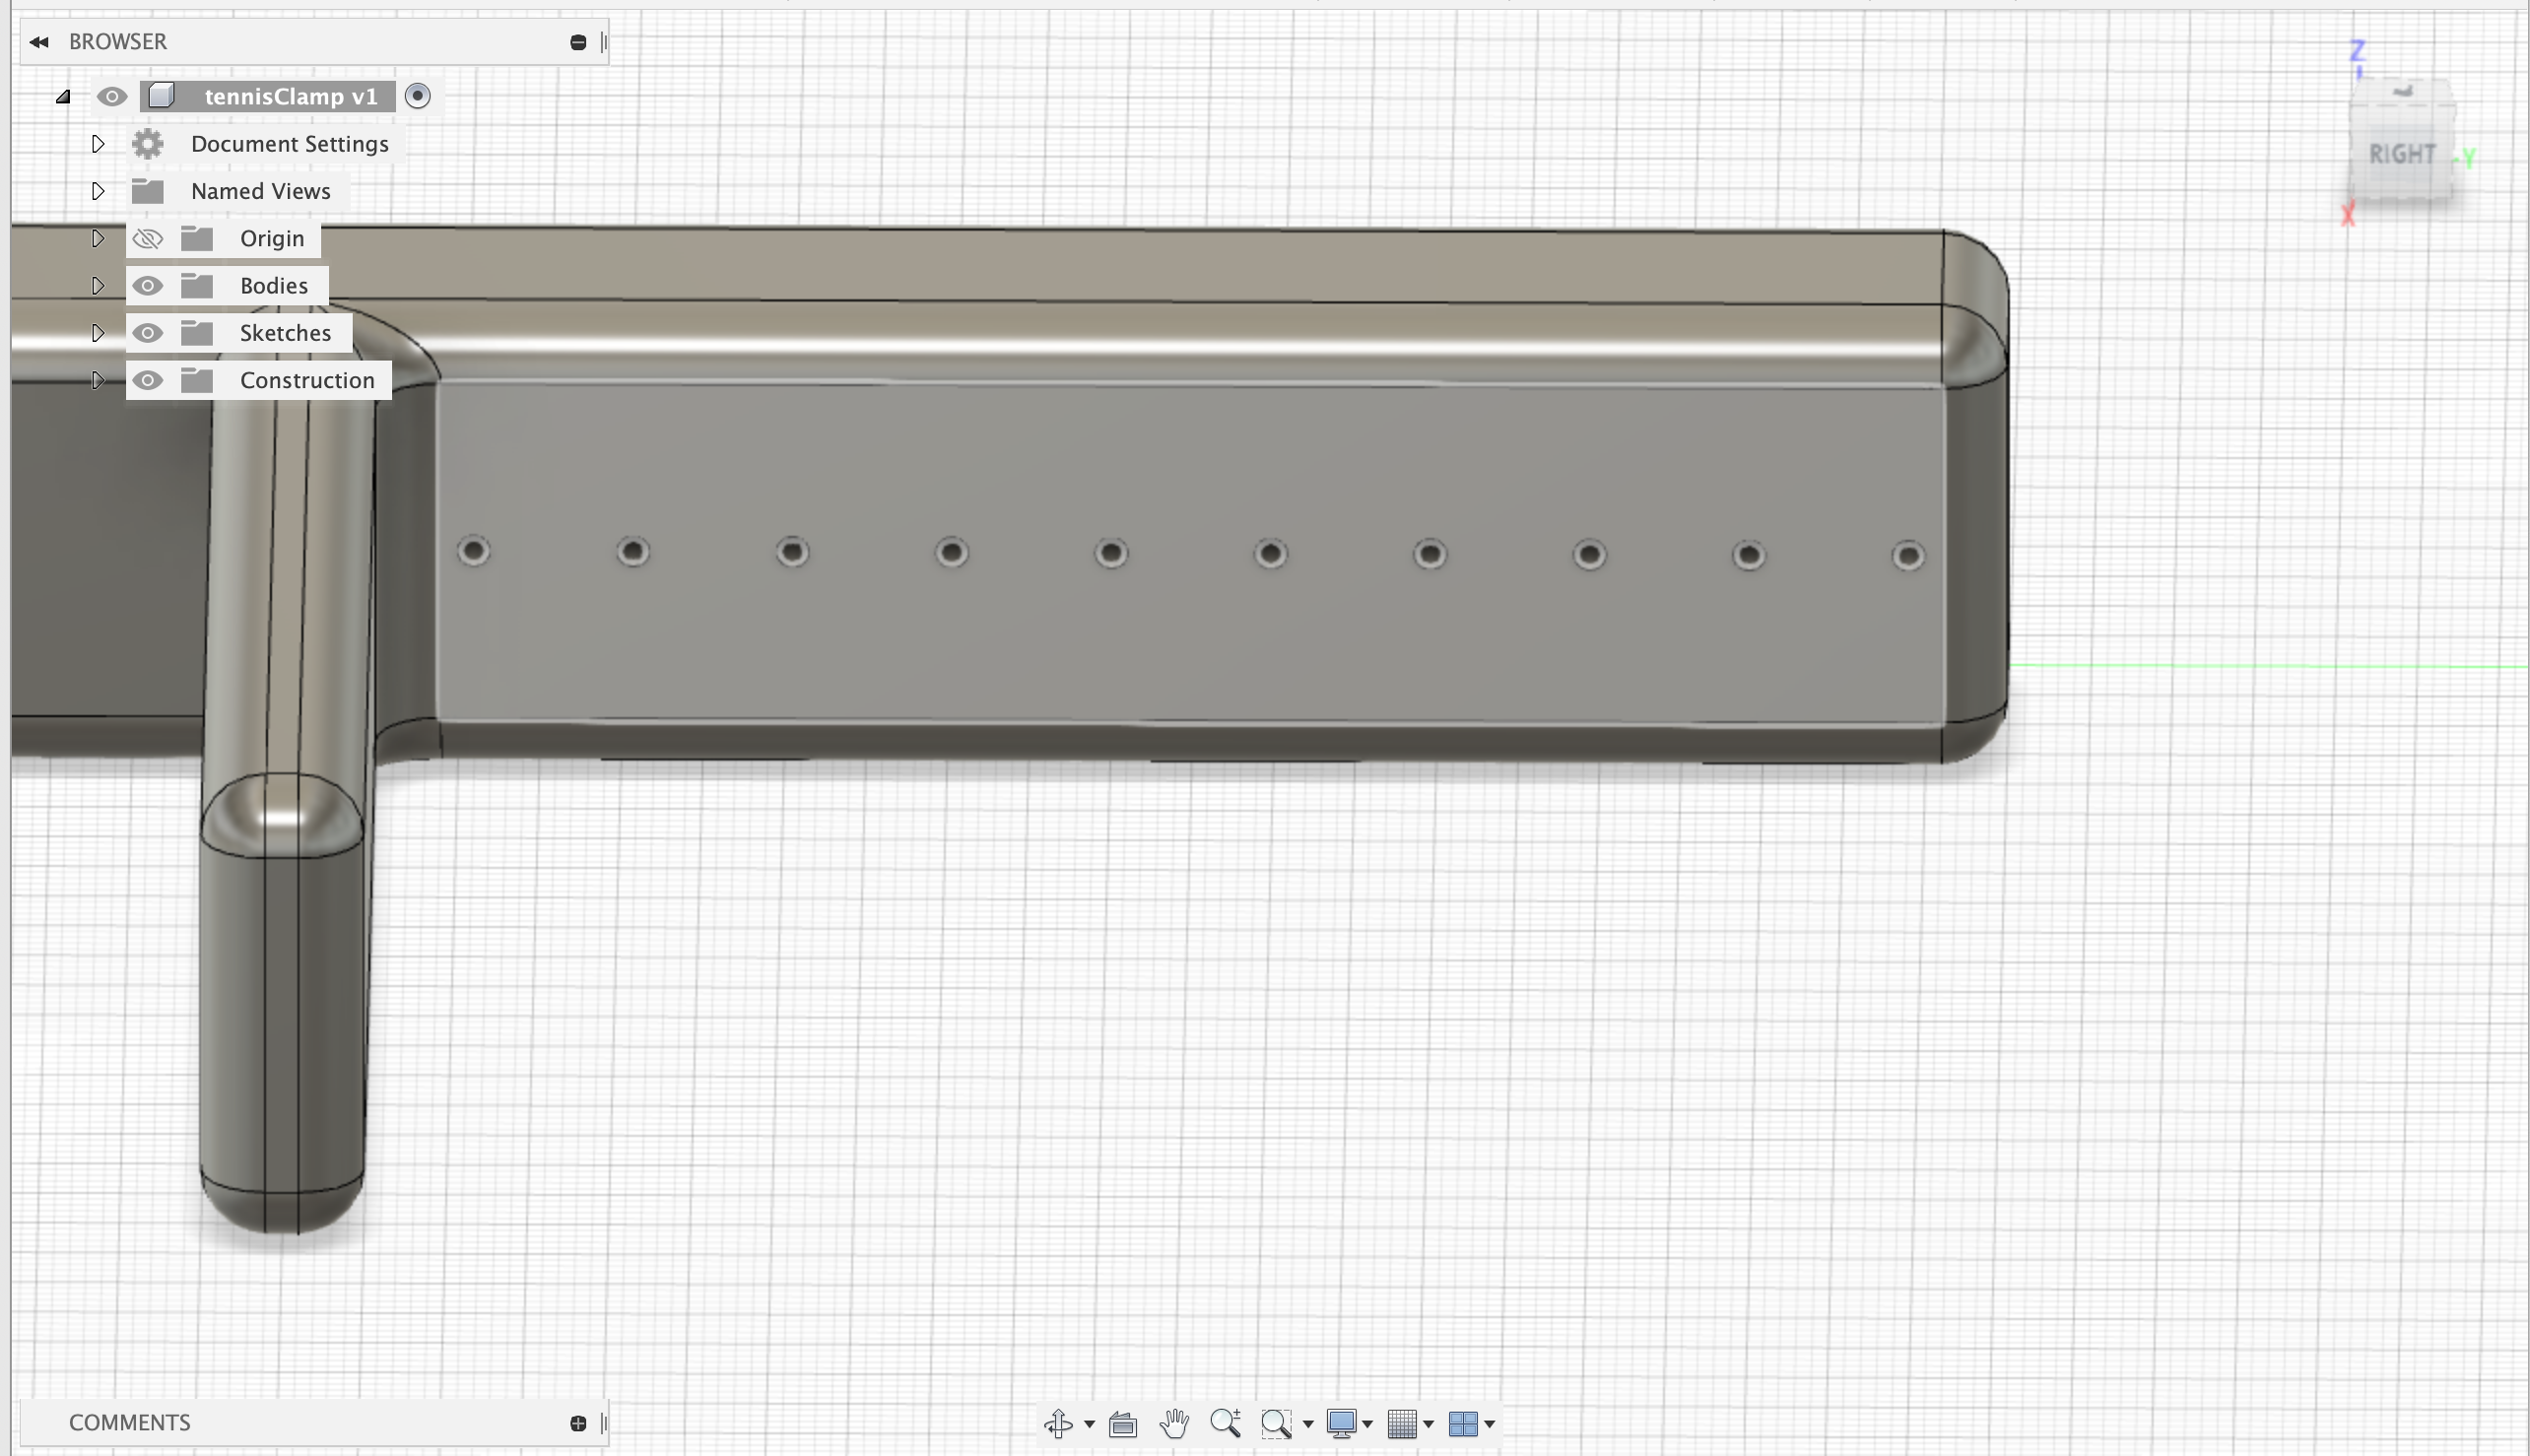 BROWSER
tennisClamp v1
Document Settings
Named Views
Origin
Bodies
Sketches
Construction
Z
RIGHT
Y
X
COMMENTS